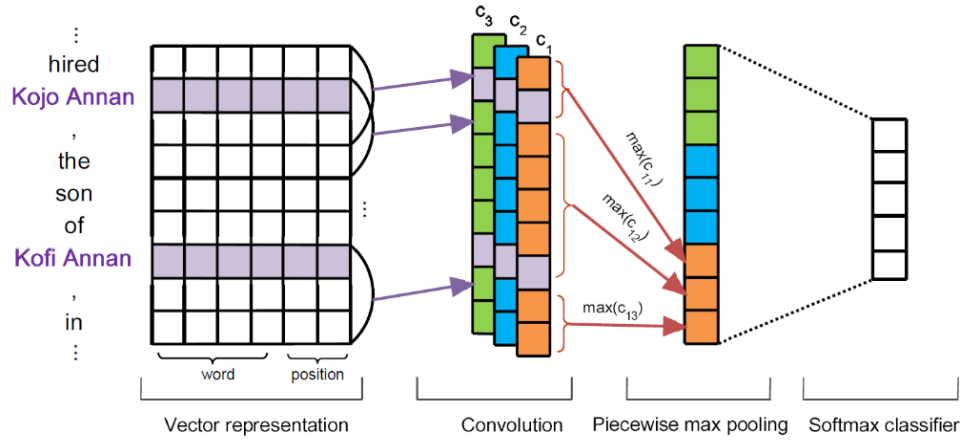 ...
hired
Kojo Annan
,
the
son
of
Kofi Annan
,
in
...
word
position
Vector representation
...
c3
c2
c1
Convolution
max(c11)
max(c12)
max(c13)
Piecewise max pooling
Softmax classifier